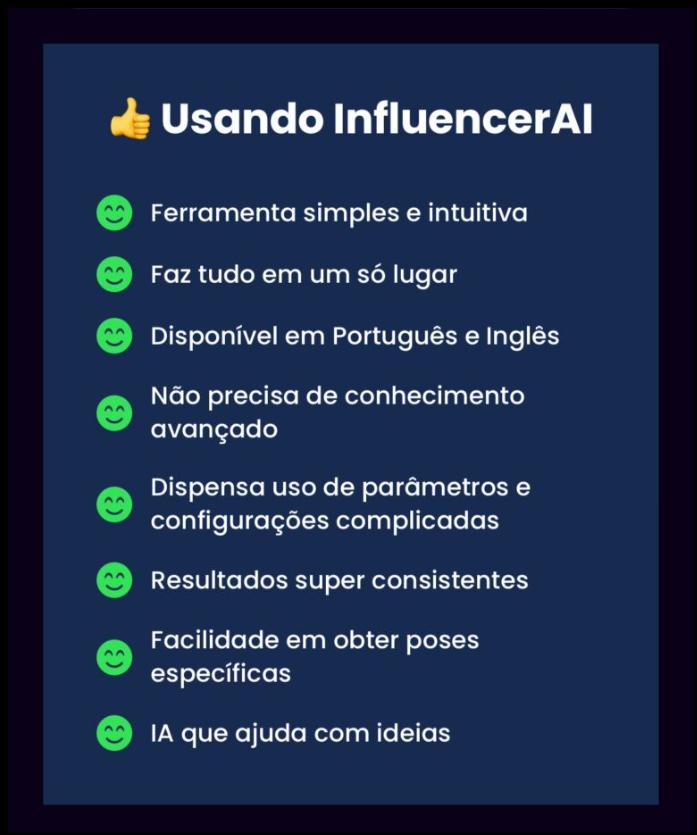 👍 Usando InfluencerAI
Ferramenta simples e intuitiva
Faz tudo em um só lugar
Disponível em Português e Inglês
Não precisa de conhecimento
avançado
Dispensa uso de parâmetros e
configurações complicadas
Resultados super consistentes
Facilidade em obter poses
específicas
IA que ajuda com ideias